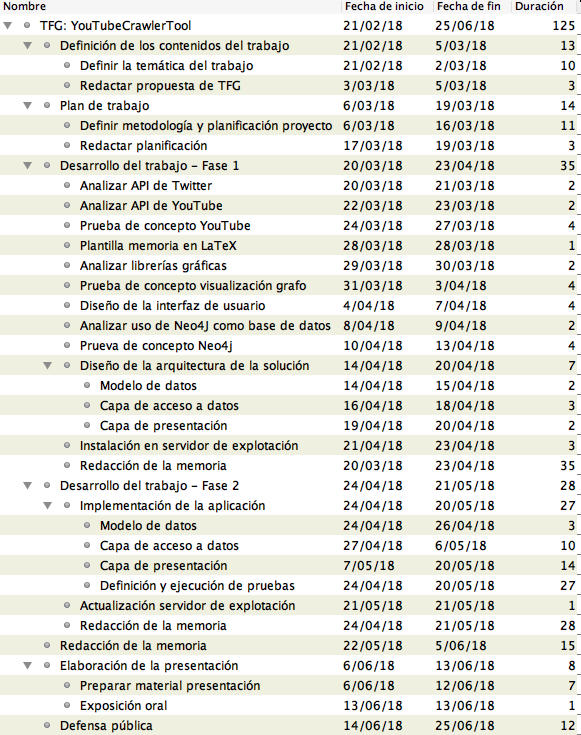 Nombre Fecha de inicio Fecha de fin Duración
TFG: YouTubeCrawlerTool 21/02/18 25/06/18 125
Definición de los contenidos del trabajo 21/02/18 5/03/18 13
Definir la temática del trabajo 21/02/18 2/03/18 10
Redactar propuesta de TFG 3/03/18 5/03/18 3
Plan de trabajo 6/03/18 19/03/18 14
Definir metodología y planificación proyecto 6/03/18 16/03/18 11
Redactar planificación 17/03/18 19/03/18 3
Desarrollo del trabajo - Fase 1 20/03/18 23/04/18 35
Analizar API de Twitter 20/03/18 21/03/18 2
Analizar API de YouTube 22/03/18 23/03/18 2
Prueba de concepto YouTube 24/03/18 27/03/18 4
Plantilla memoria en LaTeX 28/03/18 28/03/18 1
Analizar librerías gráficas 29/03/18 30/03/18 2
Prueba de concepto visualización grafo 31/03/18 3/04/18 4
Diseño de la interfaz de usuario 4/04/18 7/04/18 4
Analizar uso de Neo4J como base de datos 8/04/18 9/04/18 2
Prueva de concepto Neo4j 10/04/18 13/04/18 4
Diseño de la arquitectura de la solución 14/04/18 20/04/18 7
Modelo de datos 14/04/18 15/04/18 2
Capa de acceso a datos 16/04/18 18/04/18 3
Capa de presentación 19/04/18 20/04/18 2
Instalación en servidor de explotación 21/04/18 23/04/18 3
Redacción de la memoria 20/03/18 23/04/18 35
Desarrollo del trabajo - Fase 2 24/04/18 21/05/18 28
Implementación de la aplicación 24/04/18 20/05/18 27
Modelo de datos 24/04/18 26/04/18 3
Capa de acceso a datos 27/04/18 6/05/18 10
Capa de presentación 7/05/18 20/05/18 14
Definición y ejecución de pruebas 24/04/18 20/05/18 27
Actualización servidor de explotación 21/05/18 21/05/18 1
Redacción de la memoria 24/04/18 21/05/18 28
Redacción de la memoria 22/05/18 5/06/18 15
Elaboración de la presentación 6/06/18 13/06/18 8
Preparar material presentación 6/06/18 12/06/18 7
Exposición oral 13/06/18 13/06/18 1
Defensa pública 14/06/18 25/06/18 12